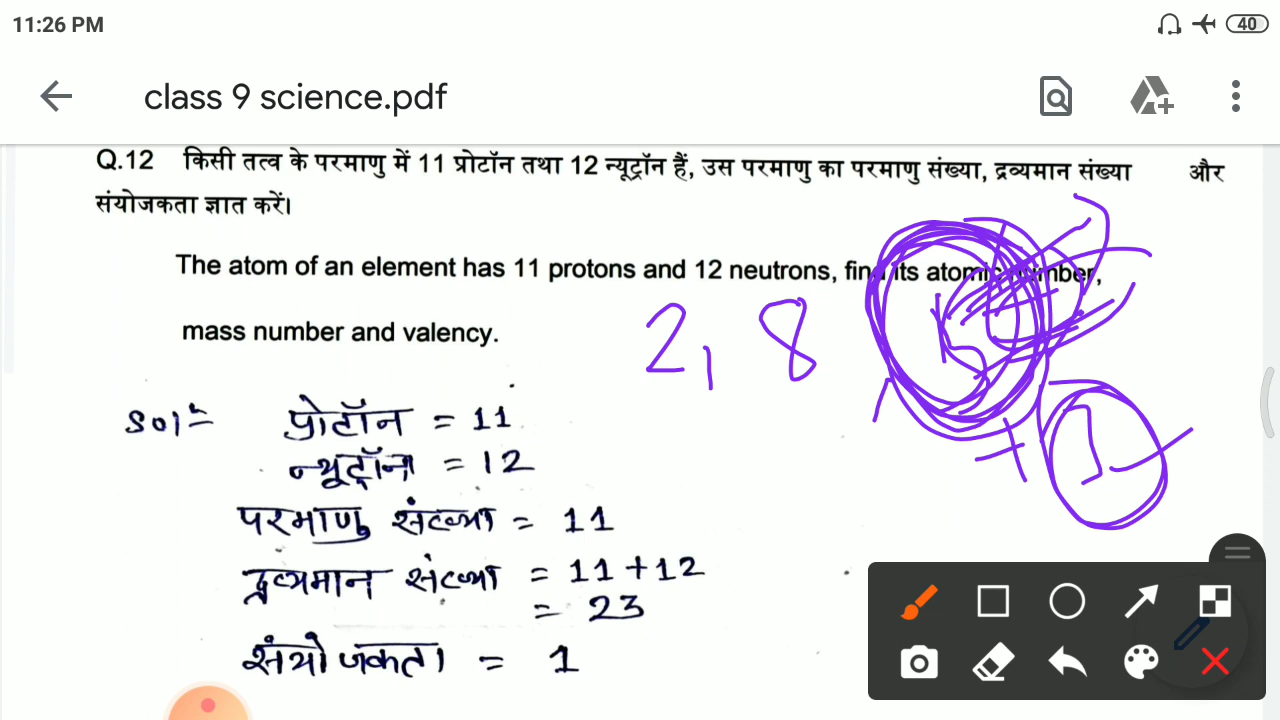 11:26 PM 40
class 9 science.pdf
Q.12 किसी तत्व के परमाणु में 11 प्रोटॉन तथा 12 न्यूट्रॉन हैं, उस परमाणु का परमाणु संख्या, द्रव्यमान संख्या और
संयोजकता ज्ञात करें।
The atom of an element has 11 protons and 12 neutrons, find its atomic number,
mass number and valency.
2, 8
+1
प्रोटॉन = 11
न्यूट्रॉन = 12
परमाणु संख्या = 11
द्रव्यमान संख्या = 11 + 12
= 23
संयोजकता = 1